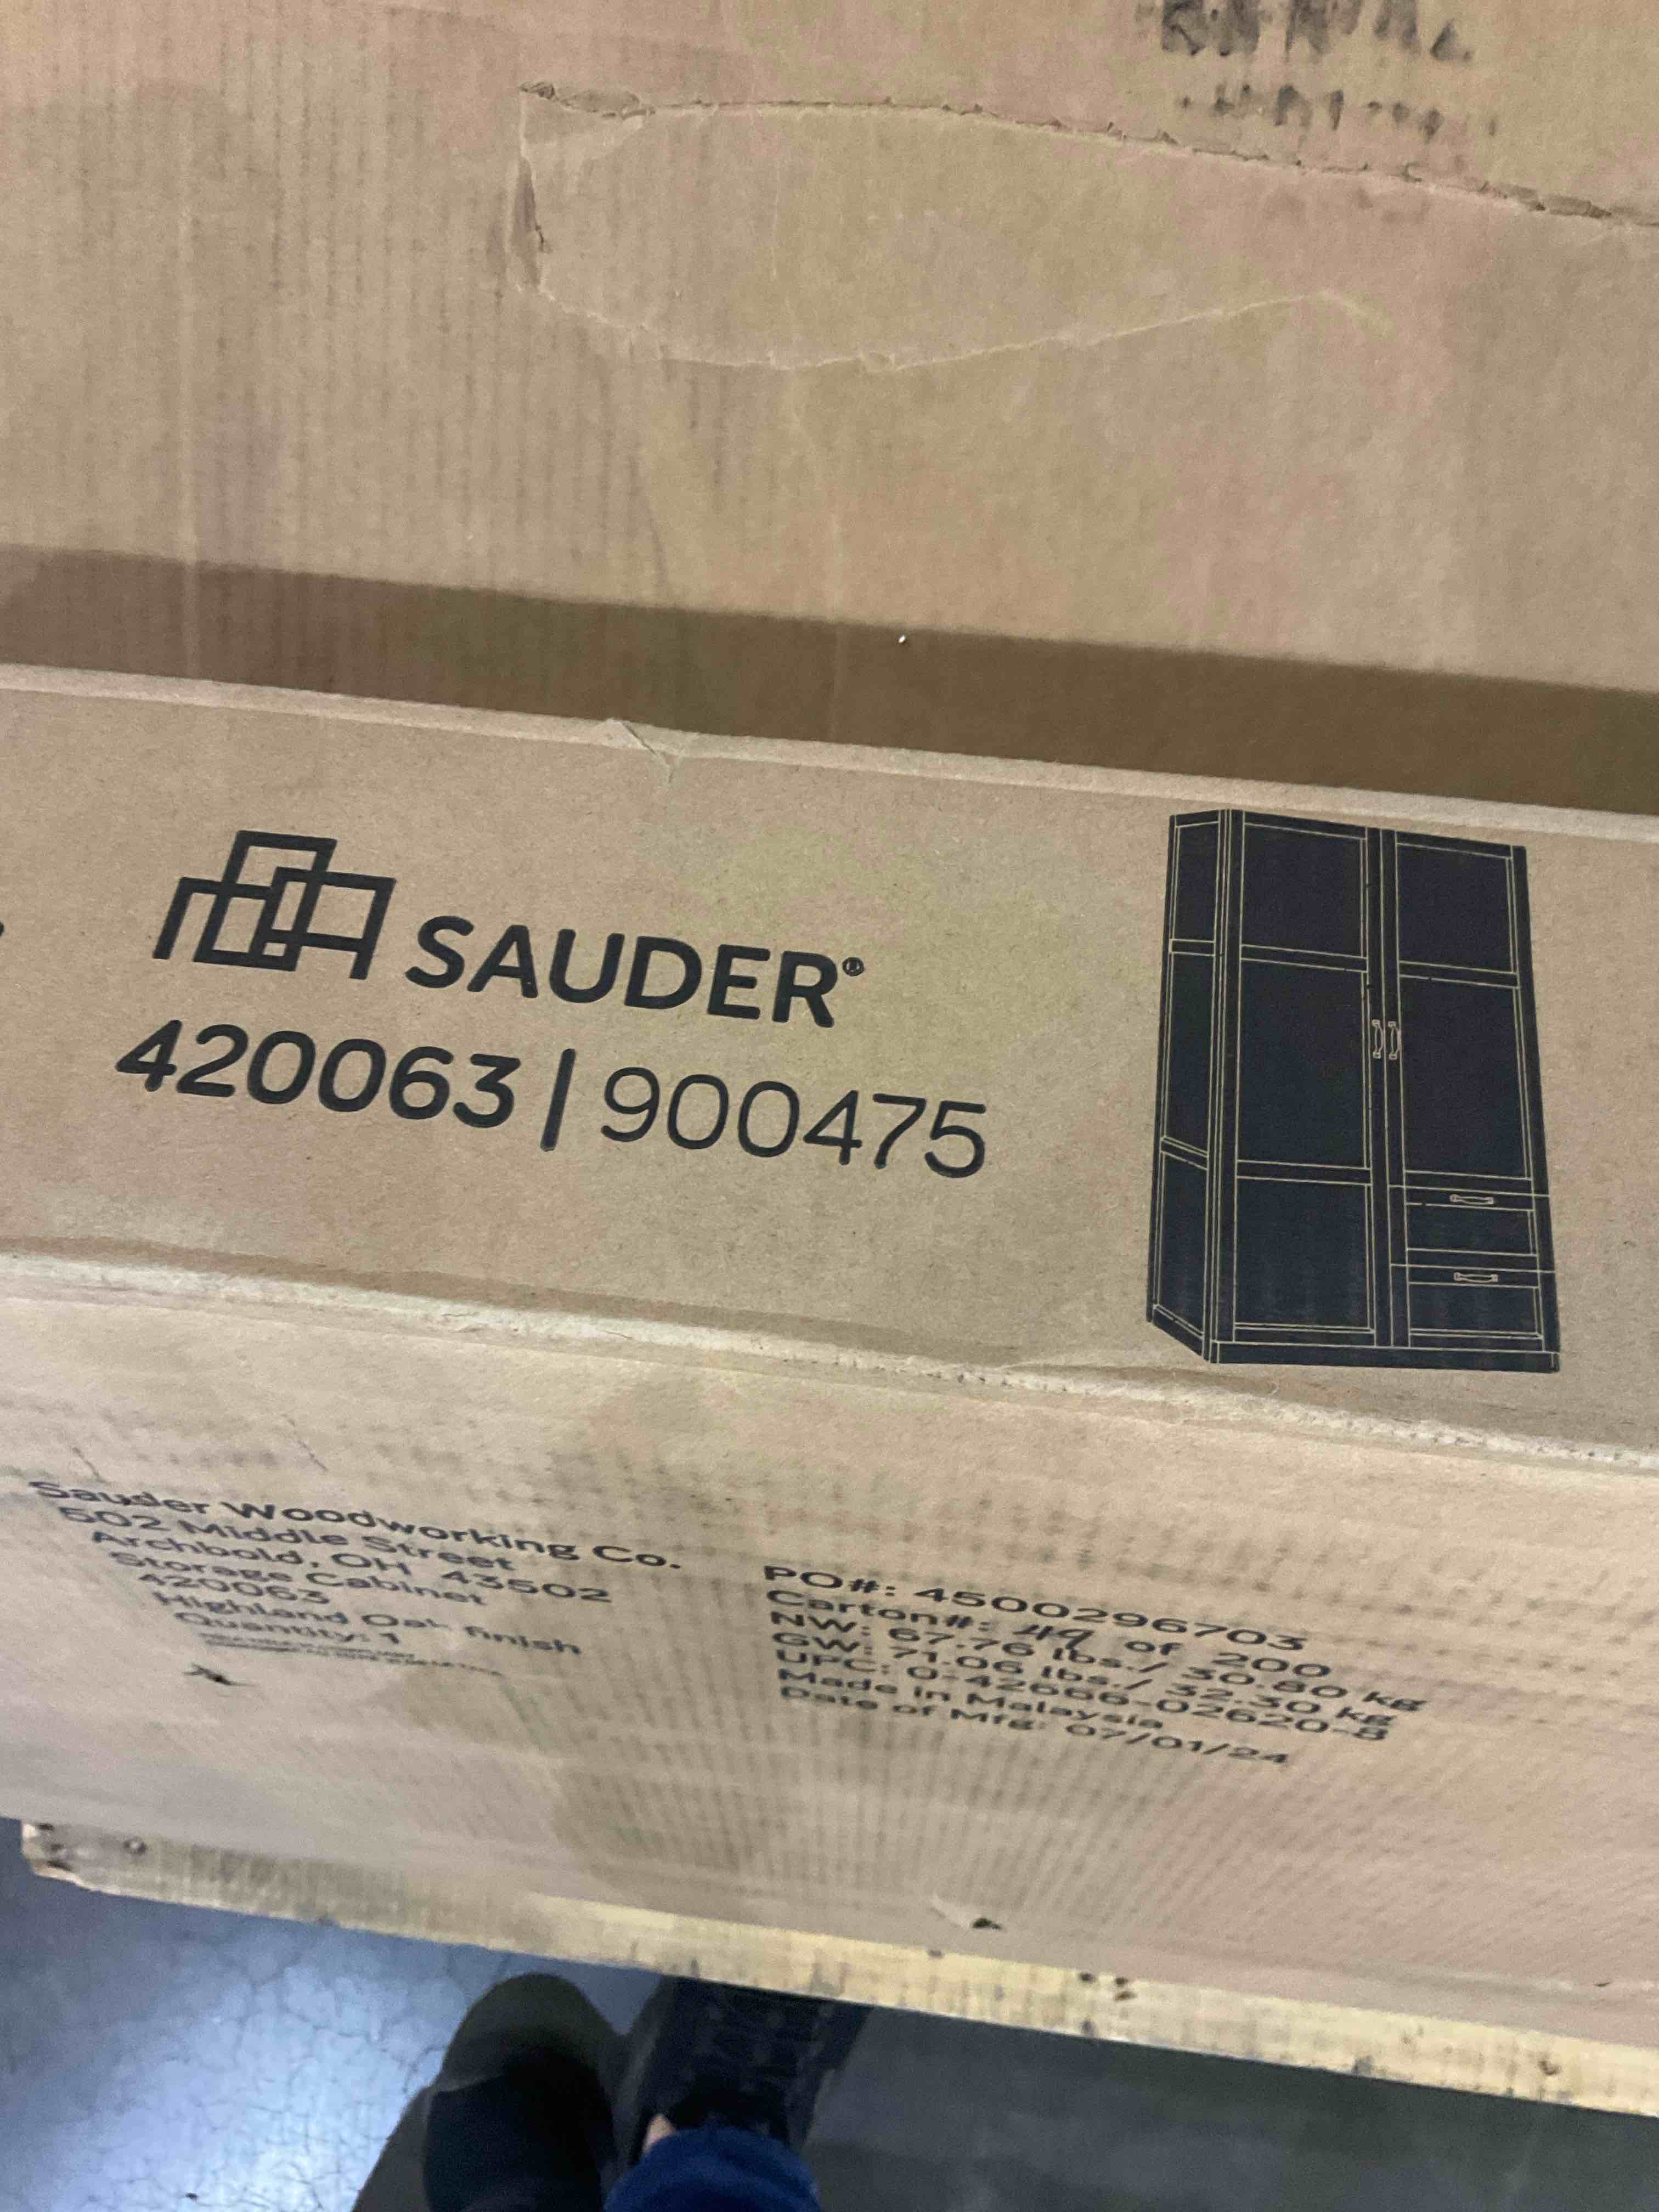 SAUDER®
420063 | 900475
Sauder Woodworking Co.
502 Middle Street
Archbold, OH 43502
Storage Cabinet
420063
Highland Oak finish
Quantity: 1
PO#: 4500296703
Carton#: 49 of 200
NW: 67.76 lbs./ 30.80 kg
GW: 71.06 lbs./ 32.30 kg
UPC: 0-42666-02620-8
Made in Malaysia
Date of Mfg: 07/01/24